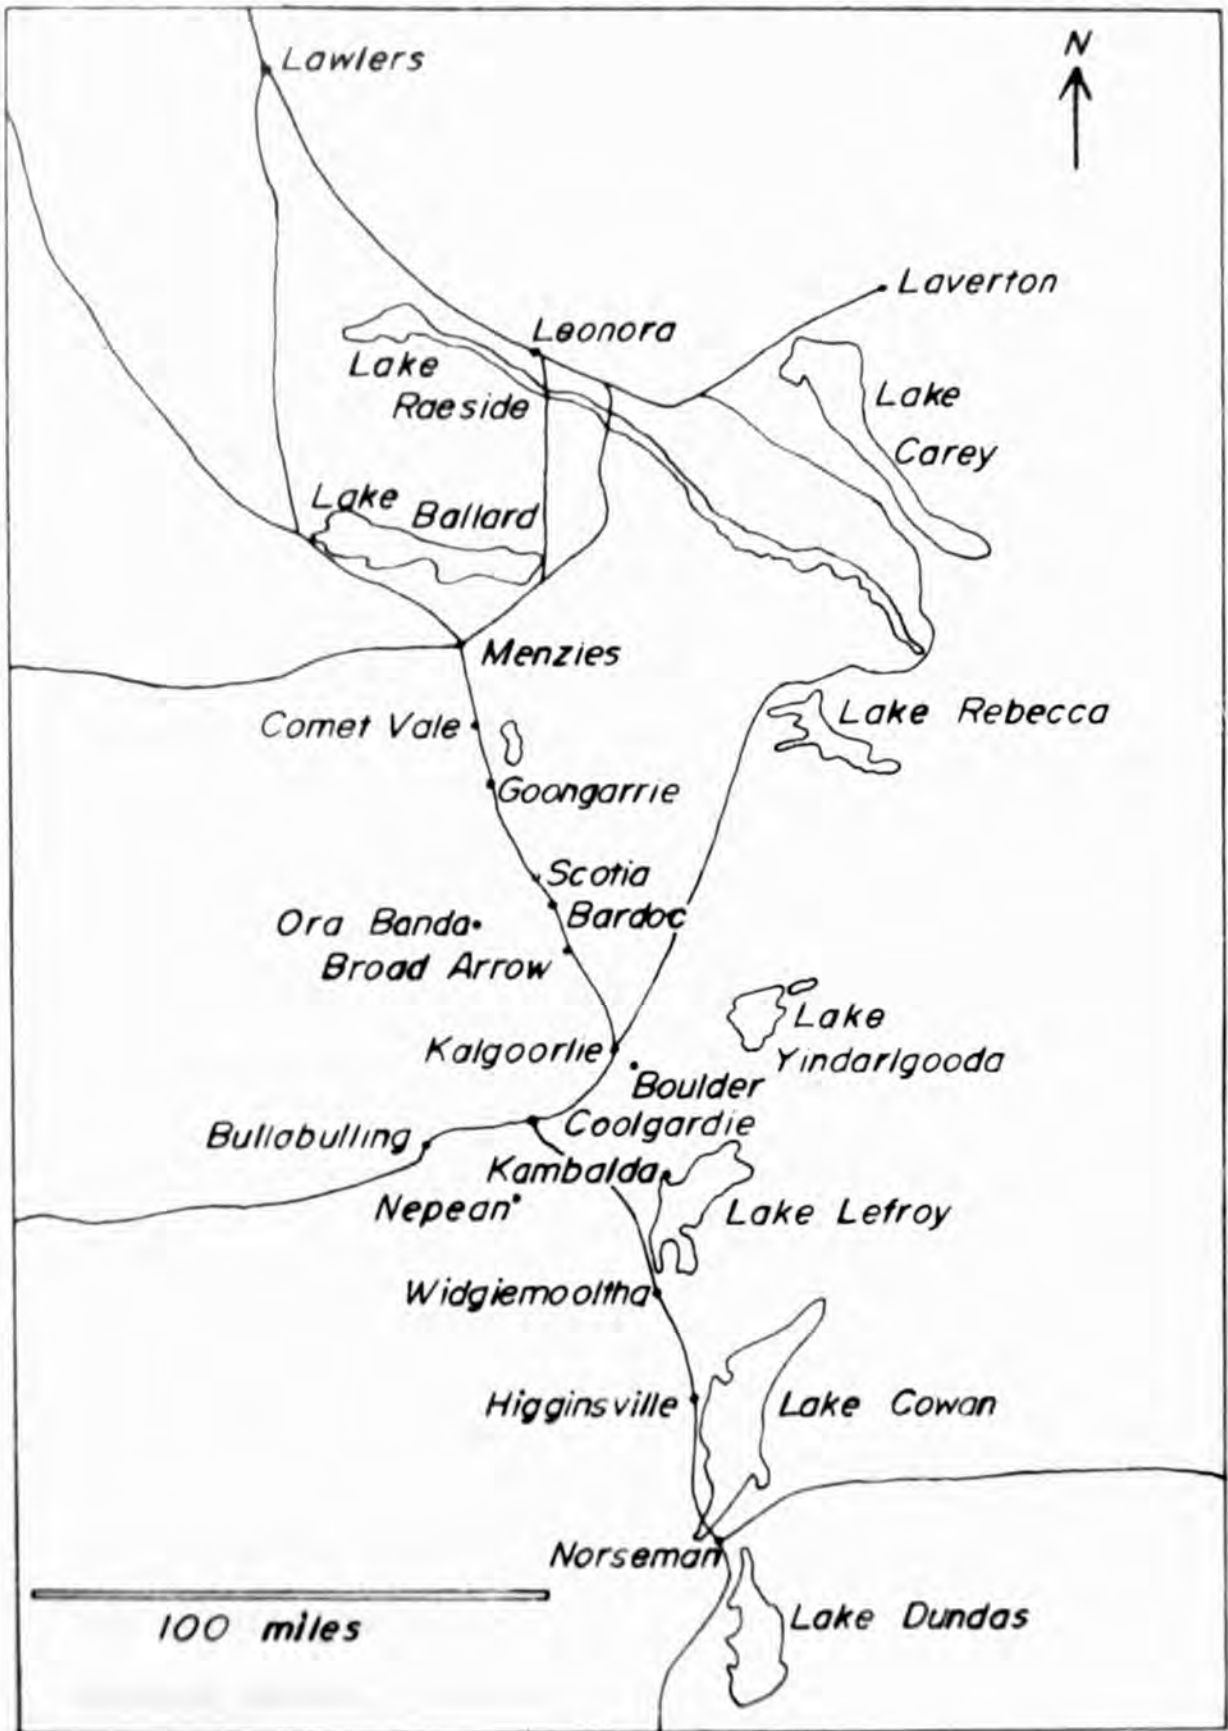 N
Lawlers
Laverton
Leonora
Lake
Raeside
Lake
Carey
Lake Ballard
Menzies
Lake Rebecca
Comet Vale
Goongarrie
Scotia
Bardoc
Ora Banda
Broad Arrow
Lake
Yindarlgooda
Kalgoorlie
Boulder
Coolgardie
Bullabulling
Kambalda
Nepean
Lake Lefroy
Widgiemooltha
Higginsville
Lake Cowan
Norseman
100 miles
Lake Dundas